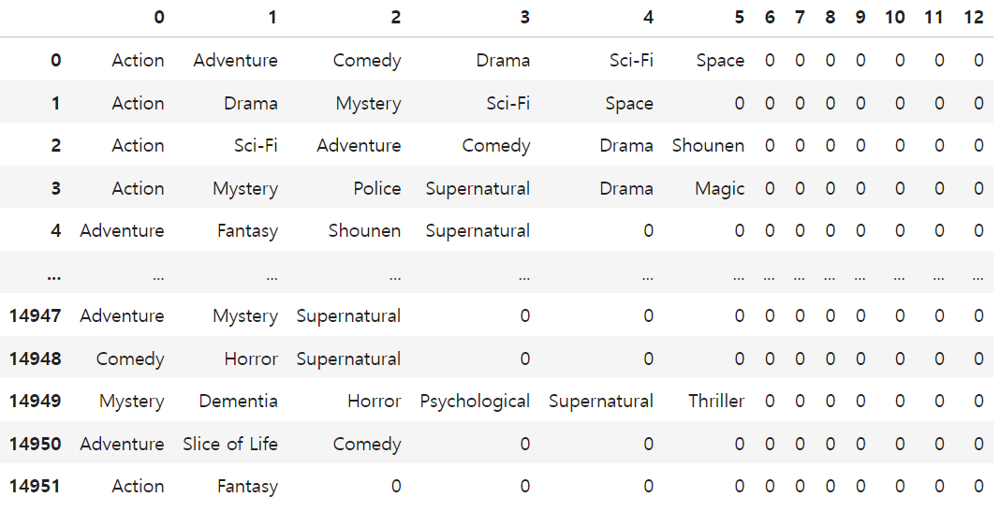 0 1 2 3 4 5 6 7 8 9 10 11 12
0 Action Adventure Comedy Drama Sci-Fi Space 0 0 0 0 0 0 0
1 Action Drama Mystery Sci-Fi Space 0 0 0 0 0 0 0 0
2 Action Sci-Fi Adventure Comedy Drama Shounen 0 0 0 0 0 0 0
3 Action Mystery Police Supernatural Drama Magic 0 0 0 0 0 0 0
4 Adventure Fantasy Shounen Supernatural 0 0 0 0 0 0 0 0 0
... ... ... ... ... ... ... ... ... ... ... ... ... ...
14947 Adventure Mystery Supernatural 0 0 0 0 0 0 0 0 0 0
14948 Comedy Horror Supernatural 0 0 0 0 0 0 0 0 0 0
14949 Mystery Dementia Horror Psychological Supernatural Thriller 0 0 0 0 0 0 0
14950 Adventure Slice of Life Comedy 0 0 0 0 0 0 0 0 0 0
14951 Action Fantasy 0 0 0 0 0 0 0 0 0 0 0